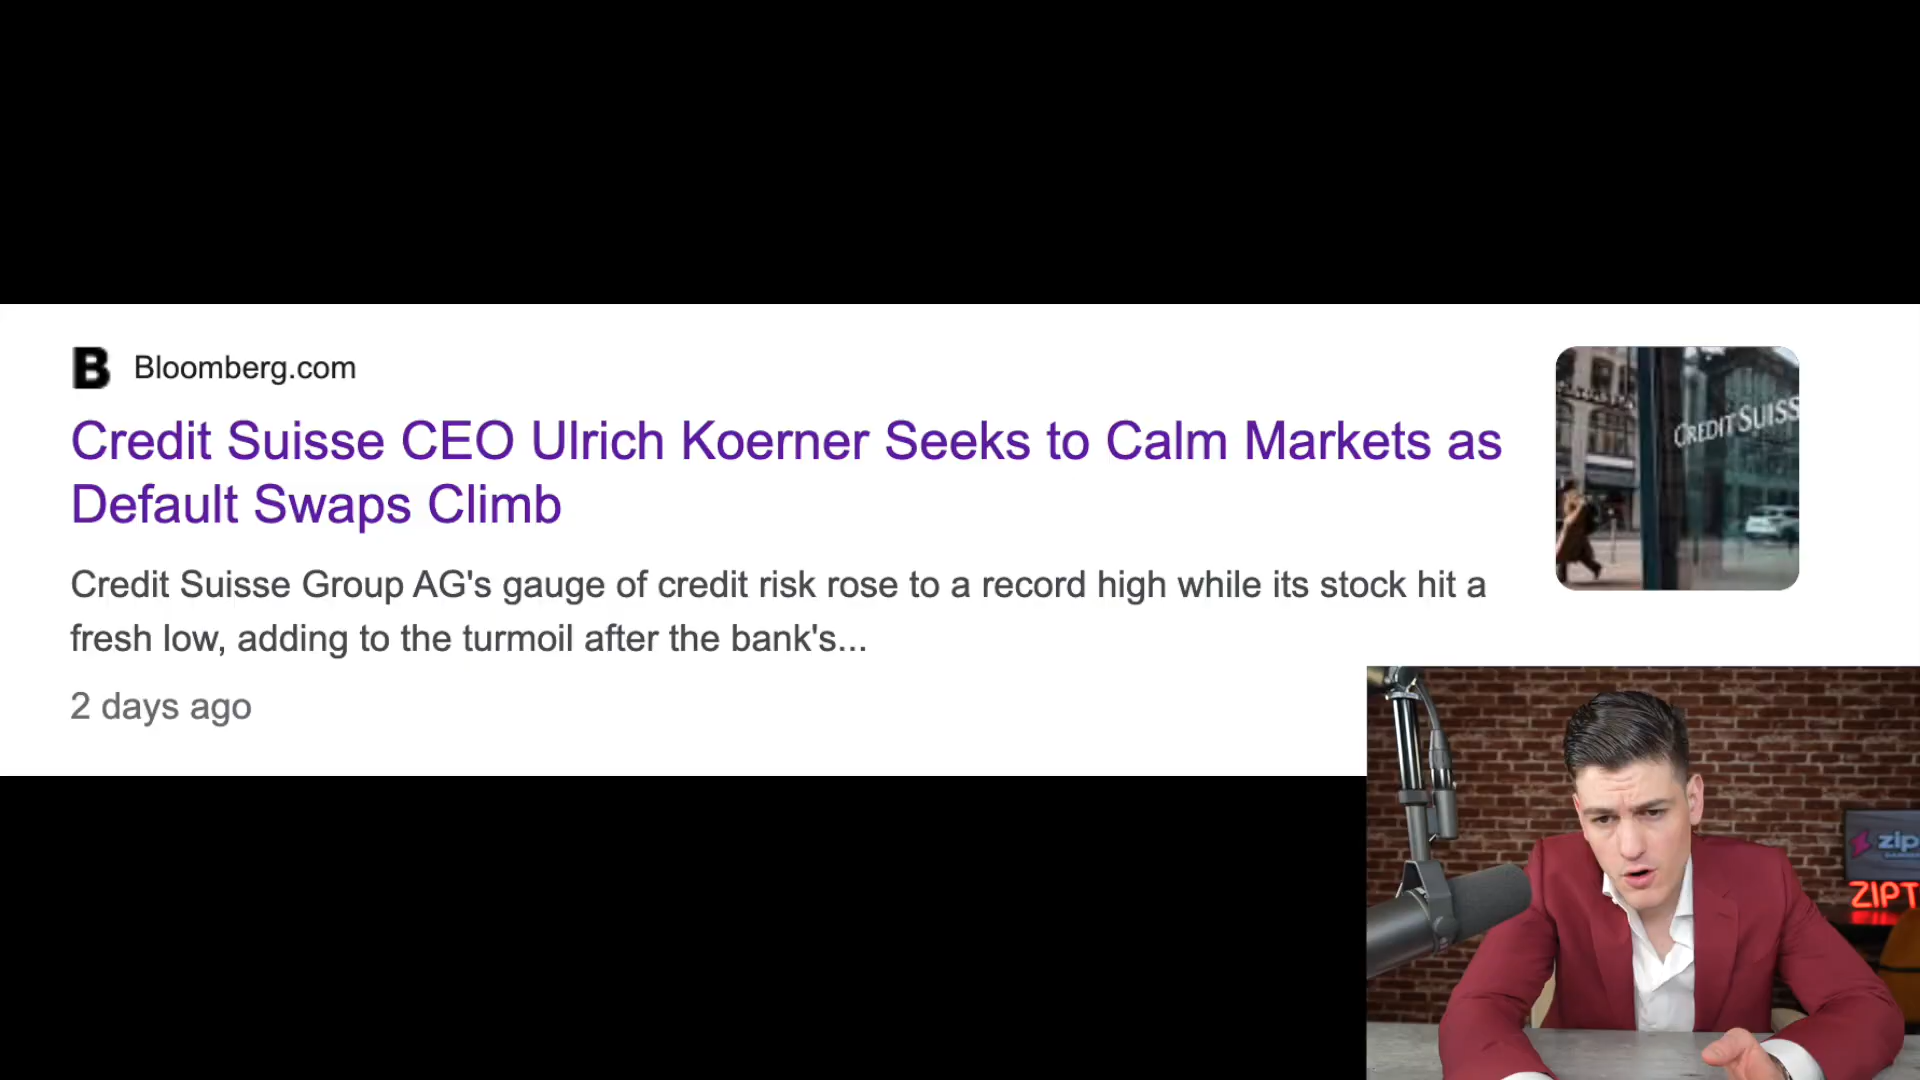 B Bloomberg.com
Credit Suisse CEO Ulrich Koerner Seeks to Calm Markets as
Default Swaps Climb
Credit Suisse Group AG's gauge of credit risk rose to a record high while its stock hit a
fresh low, adding to the turmoil after the bank's...
2 days ago
CREDIT SUISS
zip
ZIPT